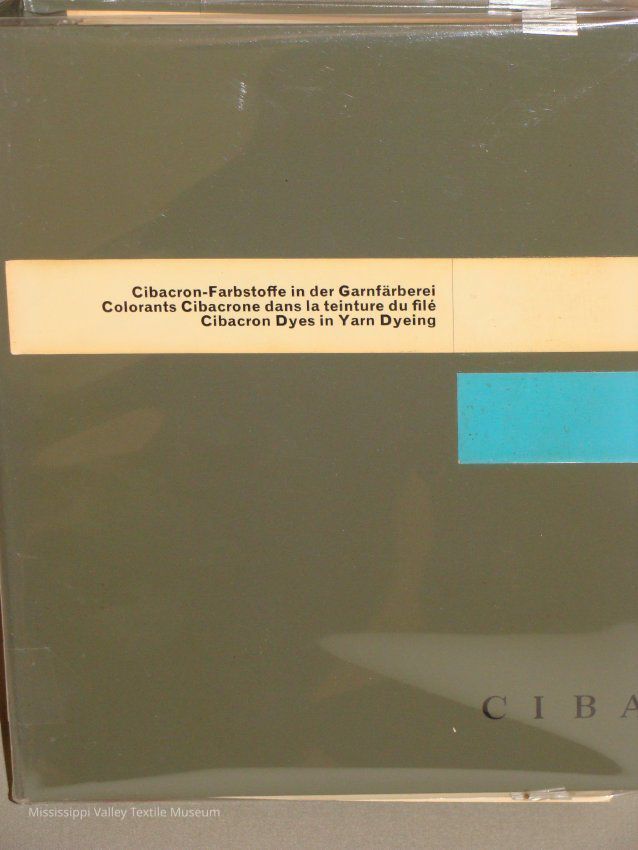 Cibacron-Farbstoffe in der Garnfärberei
Colorants Cibacrone dans la teinture du filé
Cibacron Dyes in Yarn Dyeing
CIBA
Mississippi Valley Textile Museum